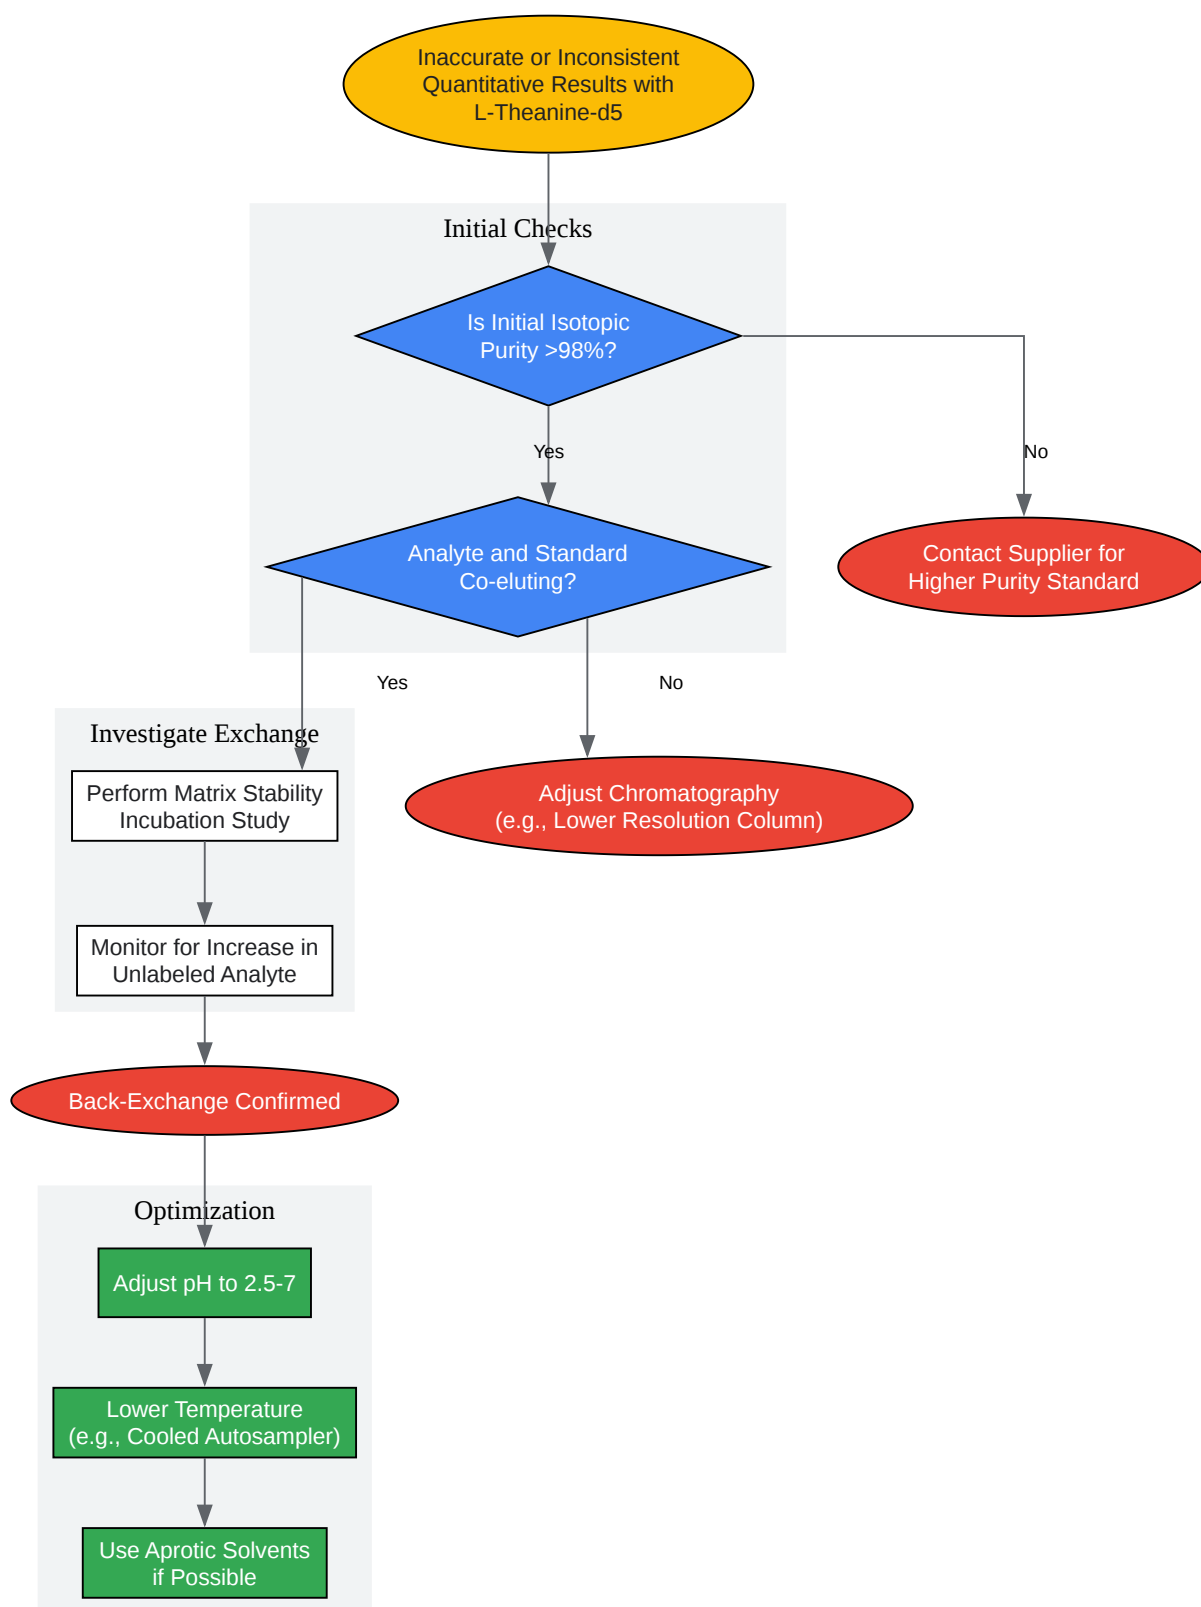 Inaccurate or Inconsistent
Quantitative Results with
L-Theanine-d5
Initial Checks
Is Initial Isotopic
Purity >98%?
Yes
No
Analyte and Standard
Co-eluting?
Contact Supplier for
Higher Purity Standard
Yes
No
Investigate Exchange
Perform Matrix Stability
Incubation Study
Adjust Chromatography
(e.g., Lower Resolution Column)
Monitor for Increase in
Unlabeled Analyte
Back-Exchange Confirmed
Optimization
Adjust pH to 2.5-7
Lower Temperature
(e.g., Cooled Autosampler)
Use Aprotic Solvents
if Possible